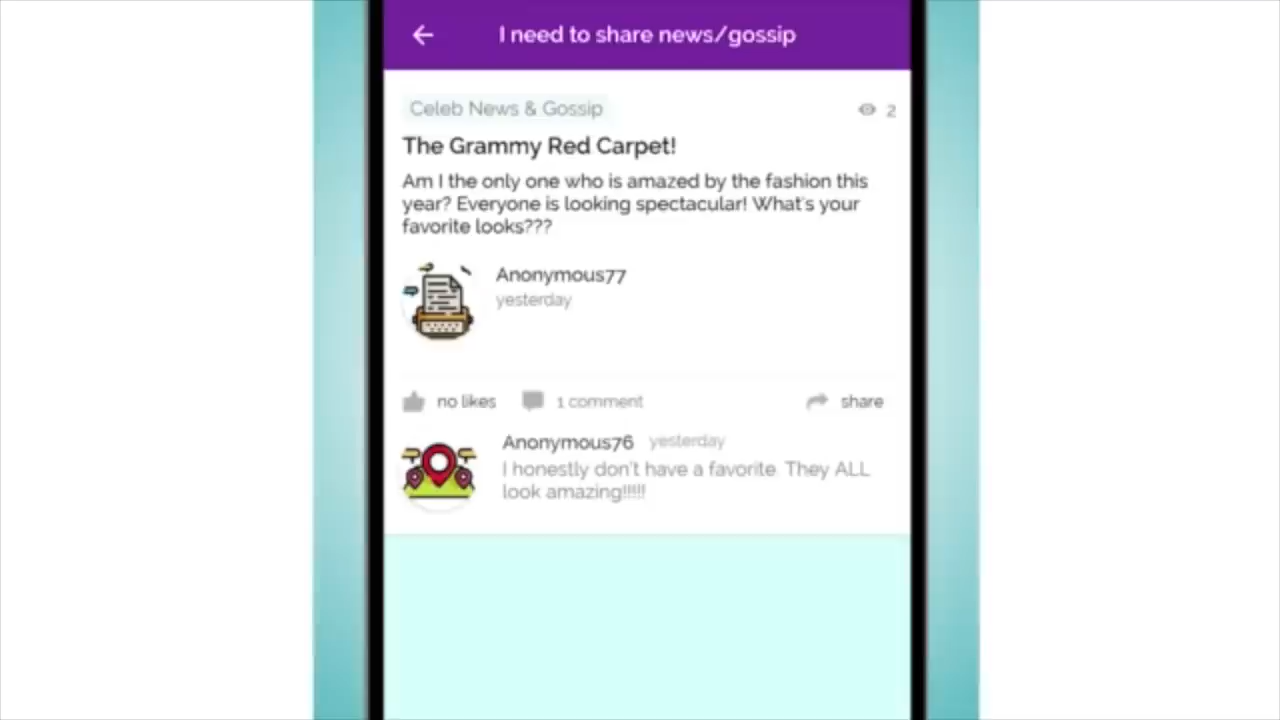 I need to share news/gossip
Celeb News & Gossip
2
The Grammy Red Carpet!
Am I the only one who is amazed by the fashion this
year? Everyone is looking spectacular! What's your
favorite looks???
Anonymous77
yesterday
no likes
1 comment
share
Anonymous76 yesterday
I honestly don't have a favorite. They ALL
look amazing!!!!!